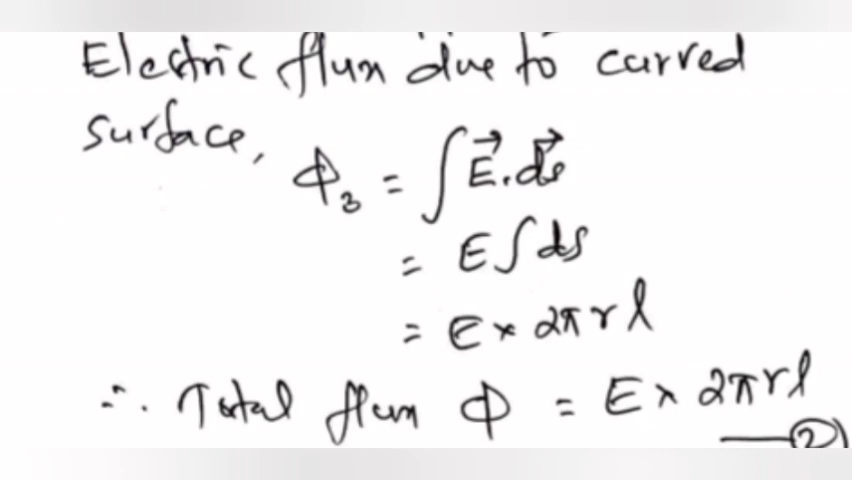 Electric flux due to curved
surface,
Φ₃ = ∫E⃗.ds⃗
= E∫ds
= E × 2πrl
∴ Total flux Φ = E × 2πrl
—②